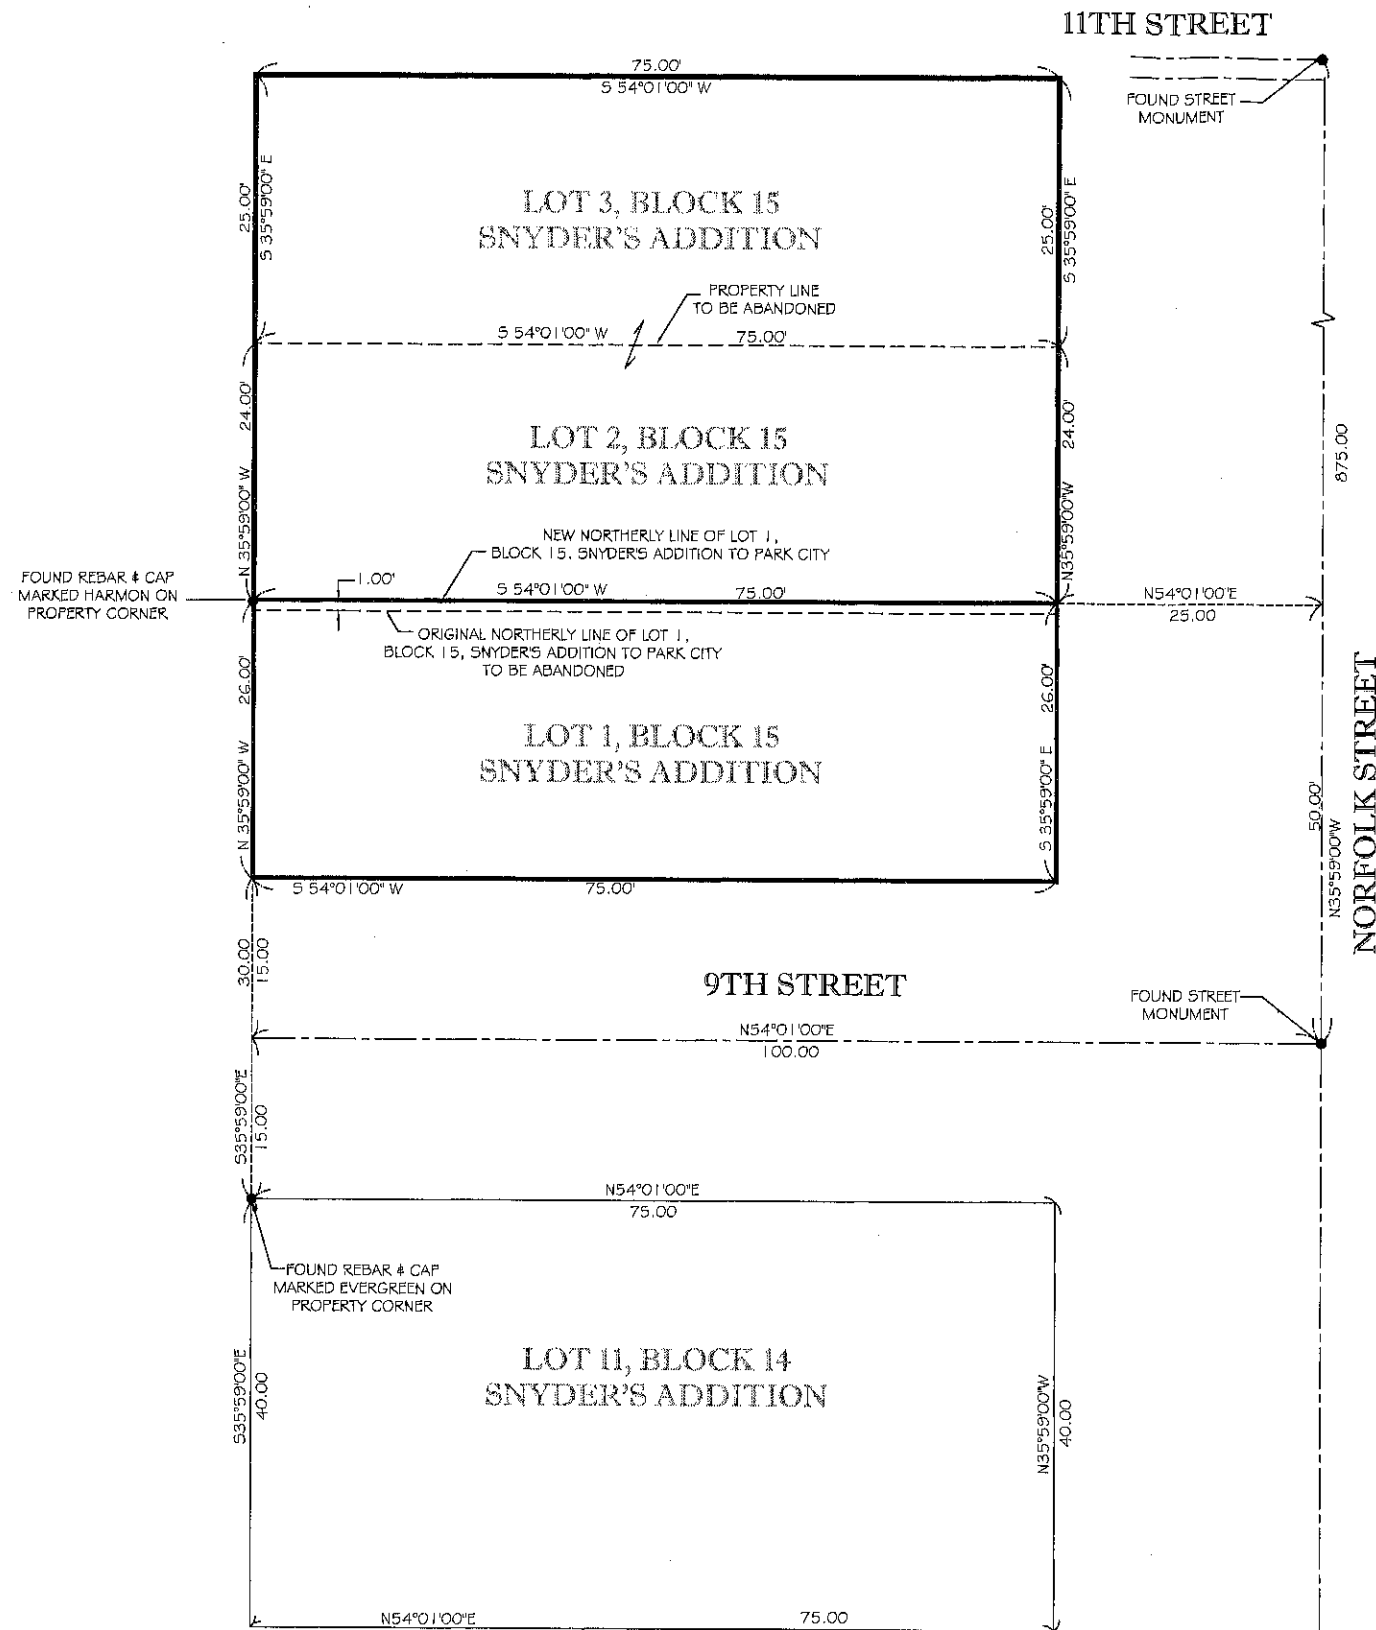 11TH STREET
75.00'
S 54°01'00" W
FOUND STREET
MONUMENT
25.00'
S 35°59'00" E
LOT 3, BLOCK 15
SNYDER'S ADDITION
25.00'
S 35°59'00" E
PROPERTY LINE
TO BE ABANDONED
S 54°01'00" W
75.00'
24.00'
N 35°59'00" W
LOT 2, BLOCK 15
SNYDER'S ADDITION
24.00'
N35°59'00"W
875.00
NEW NORTHERLY LINE OF LOT 1,
BLOCK 15, SNYDER'S ADDITION TO PARK CITY
FOUND REBAR & CAP
MARKED HARMON ON
PROPERTY CORNER
1.00'
S 54°01'00" W
75.00'
N54°01'00"E
25.00
ORIGINAL NORTHERLY LINE OF LOT 1,
BLOCK 15, SNYDER'S ADDITION TO PARK CITY
TO BE ABANDONED
26.00'
N 35°59'00" W
LOT 1, BLOCK 15
SNYDER'S ADDITION
26.00'
S 35°59'00" E
50.00'
N35°59'00"W
NORFOLK STREET
S 54°01'00" W
75.00'
30.00
15.00
9TH STREET
FOUND STREET
MONUMENT
N54°01'00"E
100.00
S35°59'00"E
15.00
N54°01'00"E
75.00
FOUND REBAR & CAP
MARKED EVERGREEN ON
PROPERTY CORNER
S35°59'00"E
40.00
LOT 11, BLOCK 14
SNYDER'S ADDITION
N35°59'00"W
40.00
N54°01'00"E
75.00